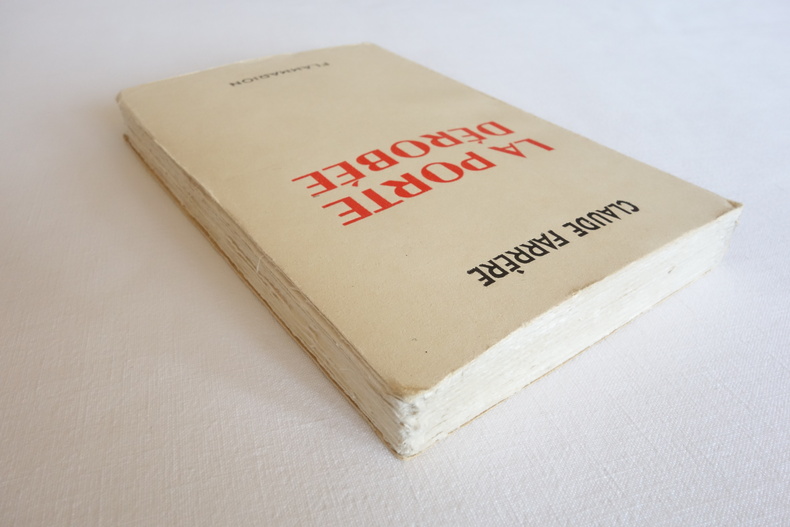 CLAUDE FARRÈRE
LA PORTE
DÉROBÉE
FLAMMARION